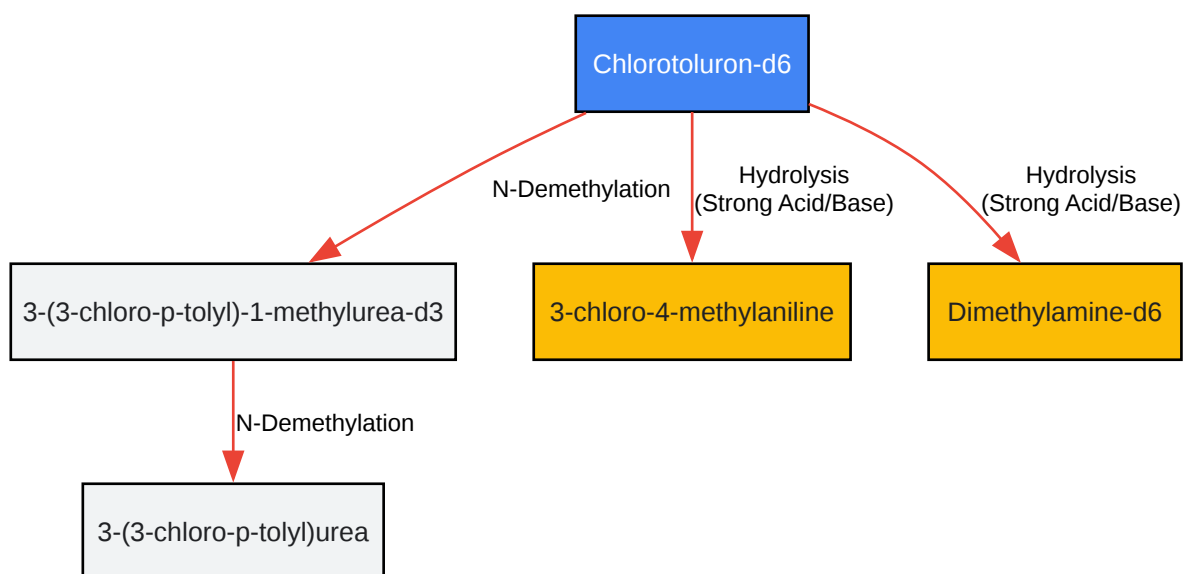 Chlorotoluron-d6
N-Demethylation
Hydrolysis
(Strong Acid/Base)
Hydrolysis
(Strong Acid/Base)
3-(3-chloro-p-tolyl)-1-methylurea-d3
3-chloro-4-methylaniline
Dimethylamine-d6
N-Demethylation
3-(3-chloro-p-tolyl)urea